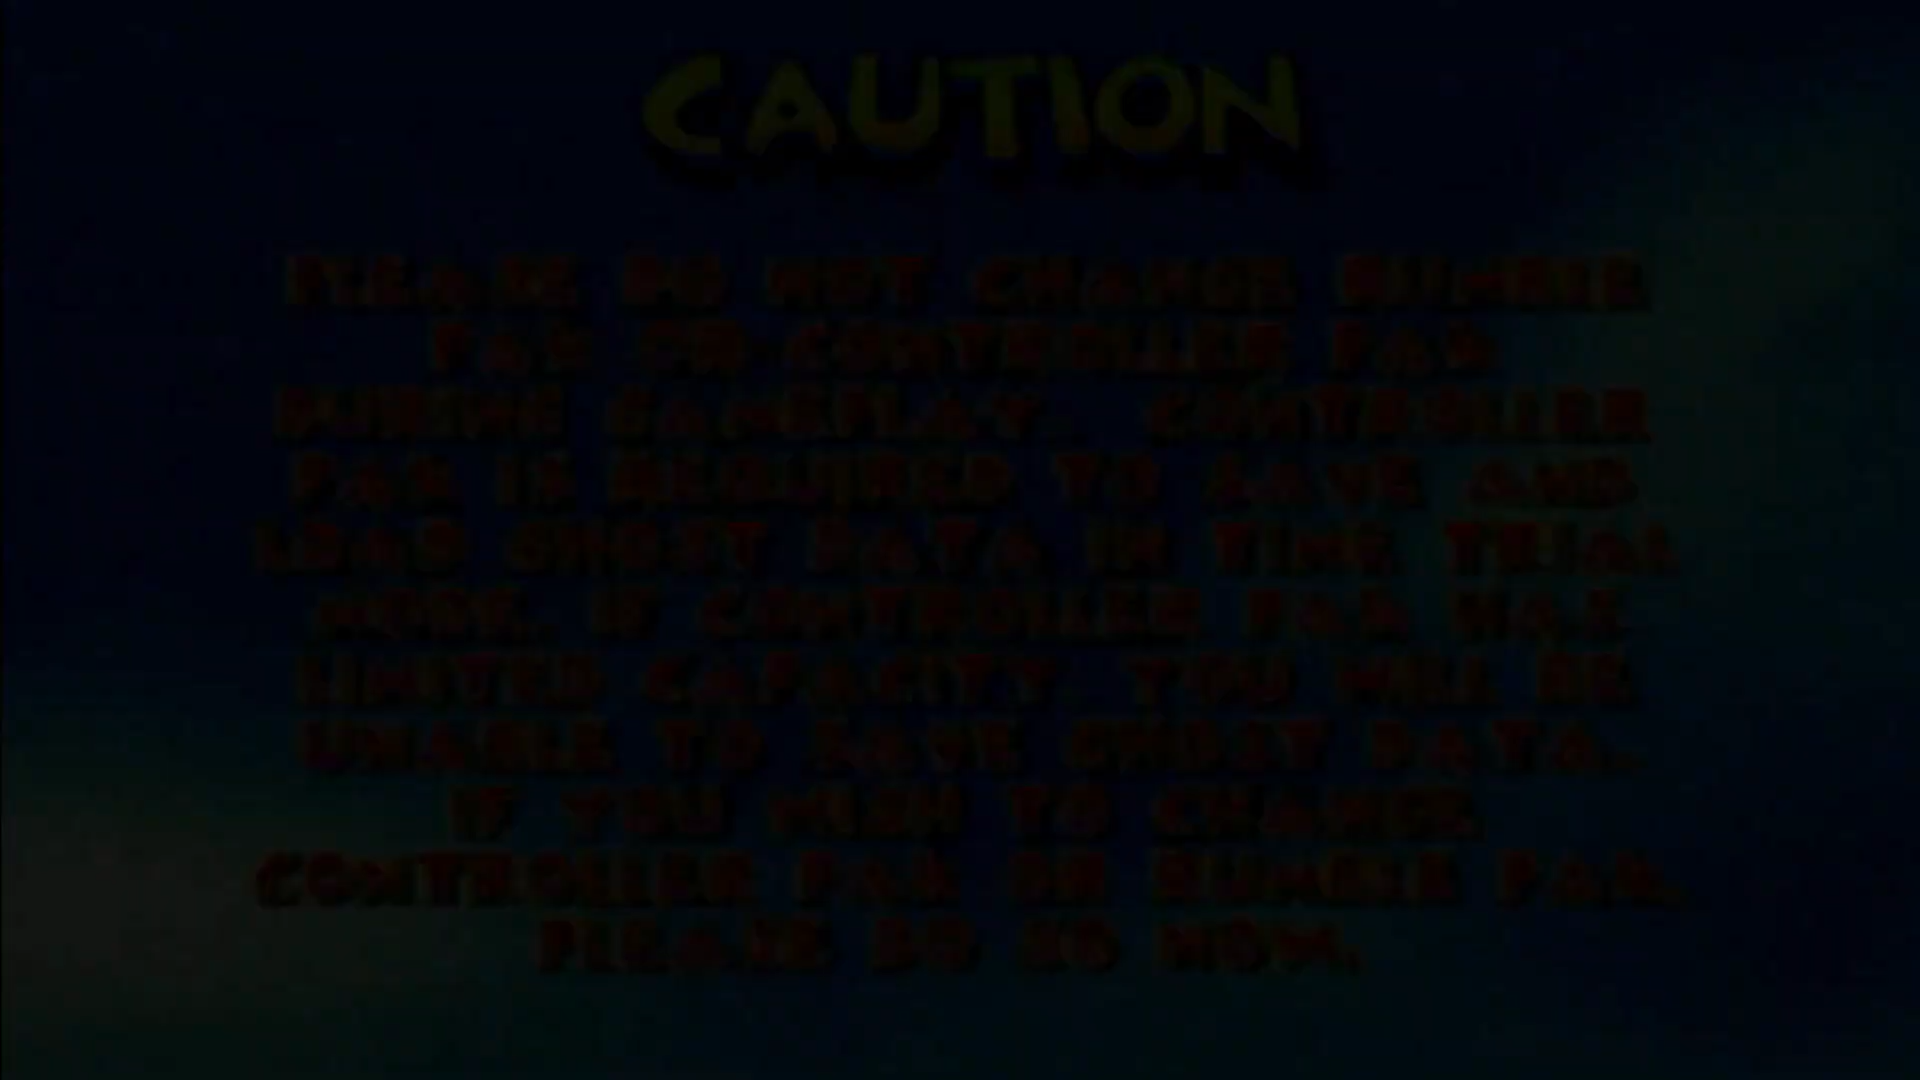 CAUTION
PLEASE DO NOT CHANGE RUMBLE
PAK OR CONTROLLER PAK
DURING GAMEPLAY. CONTROLLER
PAK IS REQUIRED TO SAVE AND
LOAD GHOST DATA IN TIME TRIAL
MODE. IF CONTROLLER PAK HAS
LIMITED CAPACITY, YOU WILL BE
UNABLE TO SAVE GHOST DATA.
IF YOU WISH TO CHANGE
CONTROLLER PAK OR RUMBLE PAK,
PLEASE DO SO NOW.